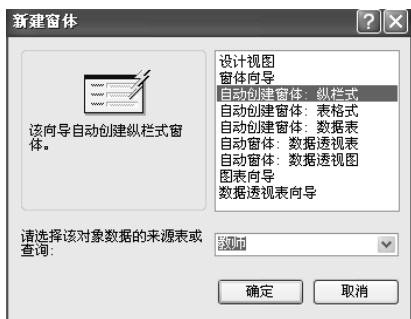 新建窗体
设计视图
窗体向导
自动创建窗体: 纵栏式
自动创建窗体: 表格式
自动创建窗体: 数据表
自动窗体: 数据透视表
自动窗体: 数据透视图
图表向导
数据透视表向导
该向导自动创建纵栏式窗
体。
请选择该对象数据的来源表或
查询:
教师
确定
取消